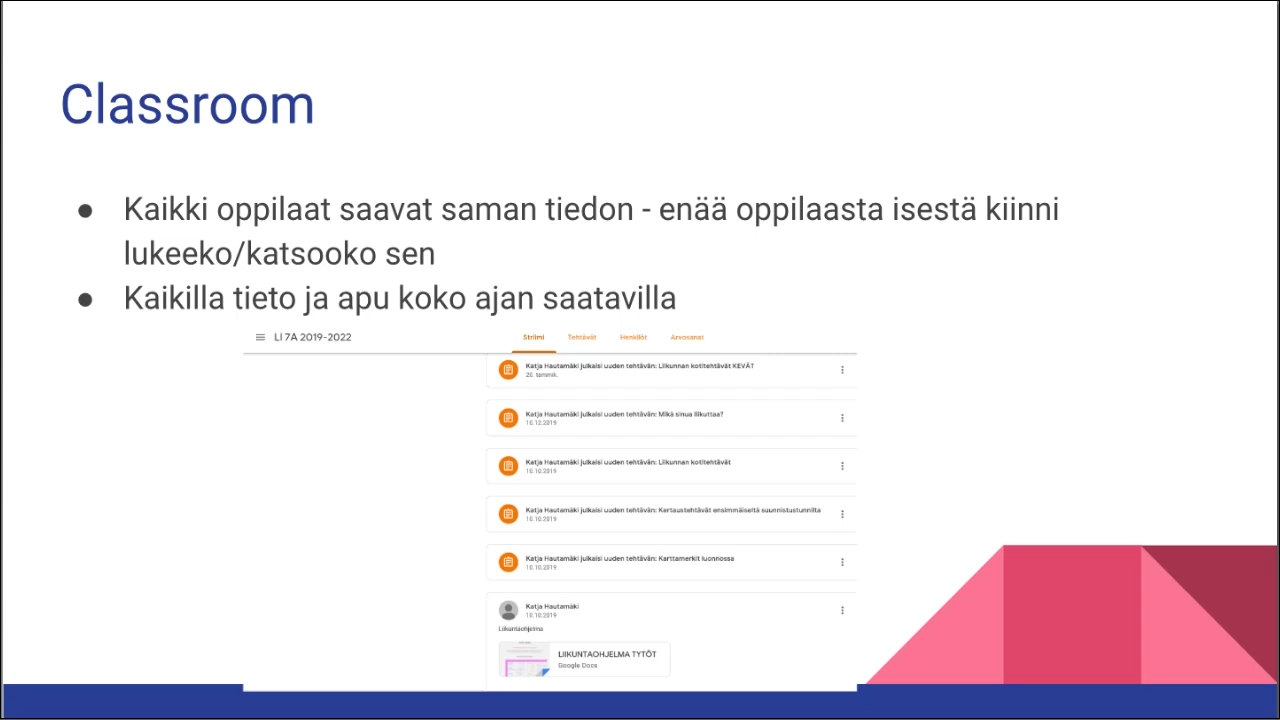 Classroom
● Kaikki oppilaat saavat saman tiedon - enää oppilaasta isestä kiinni
lukeeko/katsooko sen
● Kaikilla tieto ja apu koko ajan saatavilla
LI 7A 2019-2022
Striimi Tehtävät Henkilöt Arvosanat
Katja Hautamäki julkaisi uuden tehtävän: Liikunnan kotitehtävät KEVÄT
20. tammik.
Katja Hautamäki julkaisi uuden tehtävän: Mikä sinua liikuttaa?
10.12.2019
Katja Hautamäki julkaisi uuden tehtävän: Liikunnan kotitehtävät
10.10.2019
Katja Hautamäki julkaisi uuden tehtävän: Kertaustehtävät ensimmäiseltä suunnistustunnilta
10.10.2019
Katja Hautamäki julkaisi uuden tehtävän: Karttamerkit luonnossa
10.10.2019
Katja Hautamäki
10.10.2019
Liikuntaohjelma
LIIKUNTAOHJELMA TYTÖT
Google Docs